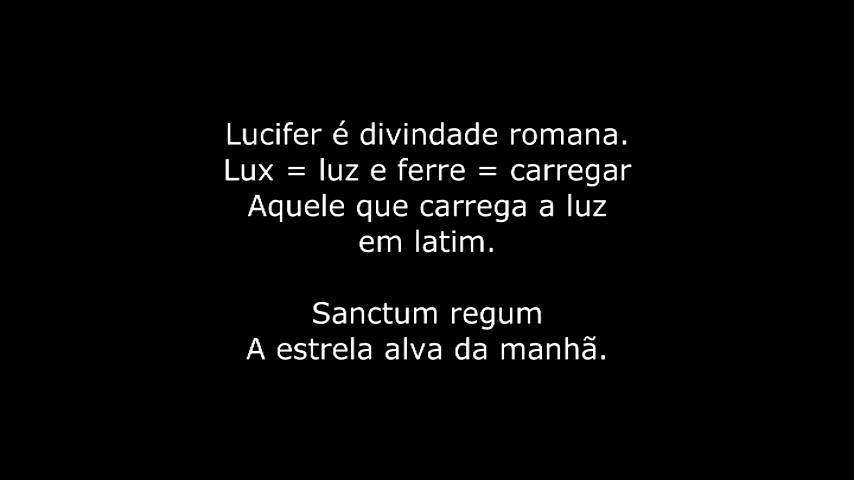 Lucifer é divindade romana.
Lux = luz e ferre = carregar
Aquele que carrega a luz
em latim.
Sanctum regum
A estrela alva da manhã.